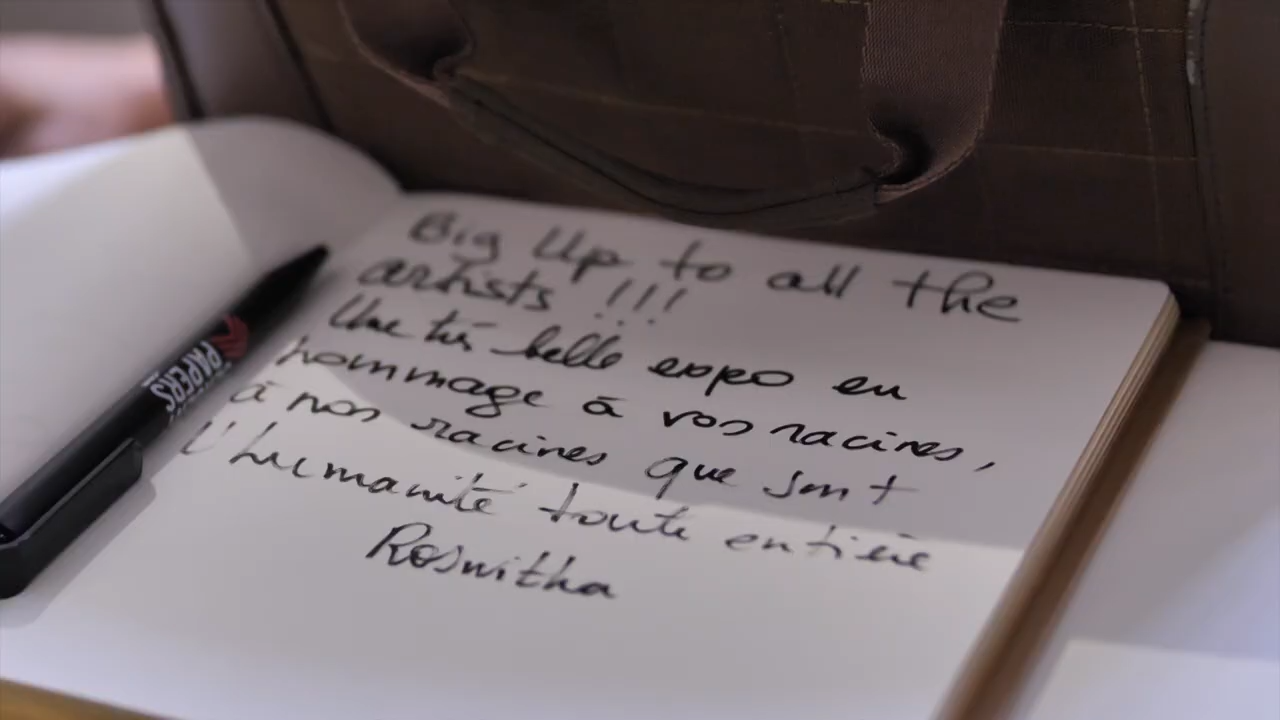 Big Up to all the
artists !!!
Une très belle expo en
hommage à vos racines,
à nos racines que sont
l'humanité toute entière
Roswitha
PAPERS